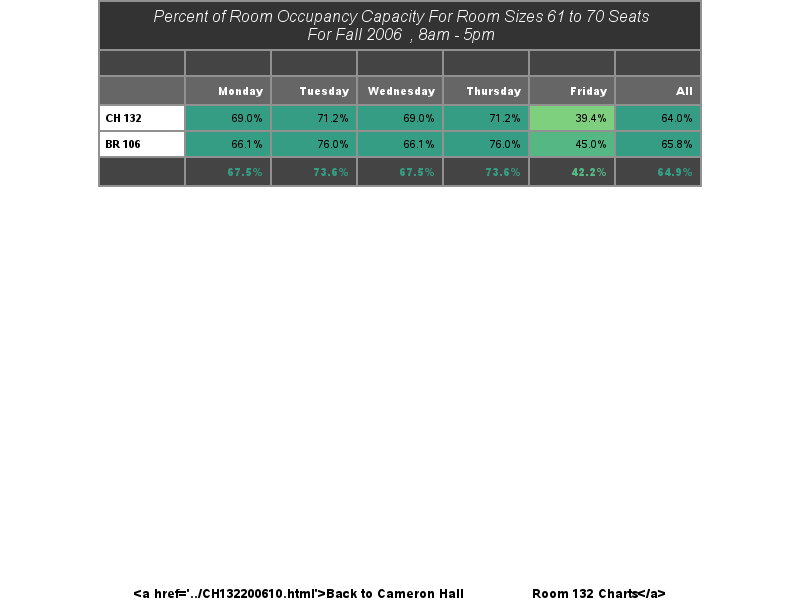 Percent of Room Occupancy Capacity For Room Sizes 61 to 70 Seats
For Fall 2006 , 8am - 5pm
Monday Tuesday Wednesday Thursday Friday All
CH 132 69.0% 71.2% 69.0% 71.2% 39.4% 64.0%
BR 106 66.1% 76.0% 66.1% 76.0% 45.0% 65.8%
67.5% 73.6% 67.5% 73.6% 42.2% 64.9%
<a href='../CH132200610.html'>Back to Cameron Hall Room 132 Charts</a>